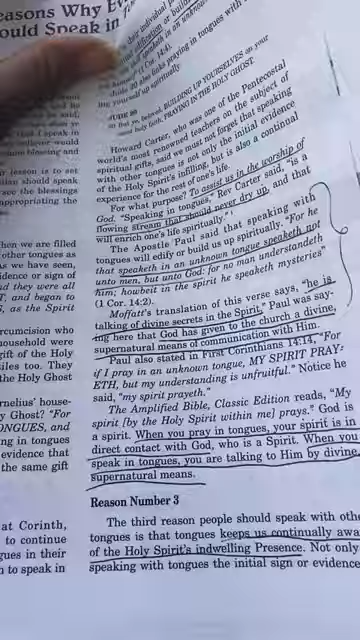 easons Why E
ould Speak in
JUDE 20
ye, beloved, BUILDING UP YOURSELVES on your
most holy faith, PRAYING IN THE HOLY GHOST
Howard Carter, who was one of the Pentecostal
world's most renowned teachers on the subject of
spiritual gifts, said we must not forget that speaking
with other tongues is not only the initial evidence
of the Holy Spirit's infilling, but is also a continual
experience for the rest of one's life.
For what purpose? To assist us in the worship of
God. "Speaking in tongues," Rev Carter said, "is a
flowing stream that should never dry up, and that
will enrich one's life spiritually."
The Apostle Paul said that speaking with
tongues will edify or build us up spiritually, "For he
that speaketh in an unknown tongue speaketh not
unto men, but unto God: for no man understandeth
him; howbeit in the spirit he speaketh mysteries"
(1 Cor. 14:2).
Moffatt's translation of this verse says, "he is
talking of divine secrets in the Spirit." Paul was say-
ing here that God has given to the church a divine,
supernatural means of communication with Him.
Paul also stated in First Corinthians 14:14, "For
if I pray in an unknown tongue, MY SPIRIT PRAY-
ETH, but my understanding is unfruitful." Notice he
said, "my spirit prayeth."
The Amplified Bible, Classic Edition reads, "My
spirit [by the Holy Spirit within me] prays." God is
a spirit. When you pray in tongues, your spirit is in
direct contact with God, who is a Spirit. When you
speak in tongues, you are talking to Him by divine,
supernatural means.
Reason Number 3
The third reason people should speak with othe
tongues is that tongues keeps us continually awa
of the Holy Spirit's indwelling Presence. Not only
speaking with tongues the initial sign or evidence
hen we are filled
other tongues as
As we have seen,
idence or sign of
nd they were all
T, and began to
S, as the Spirit
ircumcision who
household were
gift of the Holy
iles too. They
the Holy Ghost
rnelius' house-
y Ghost? "For
ONGUES, and
ng in tongues
evidence that
the same gift
at Corinth,
to continue
gues in their
n to speak in